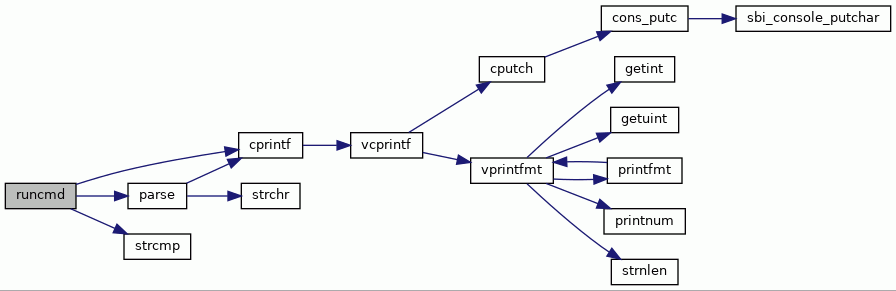 cons_putc
sbi_console_putchar
cputch
getint
getuint
cprintf
vcprintf
vprintfmt
printfmt
runcmd
parse
strchr
printnum
strcmp
strnlen